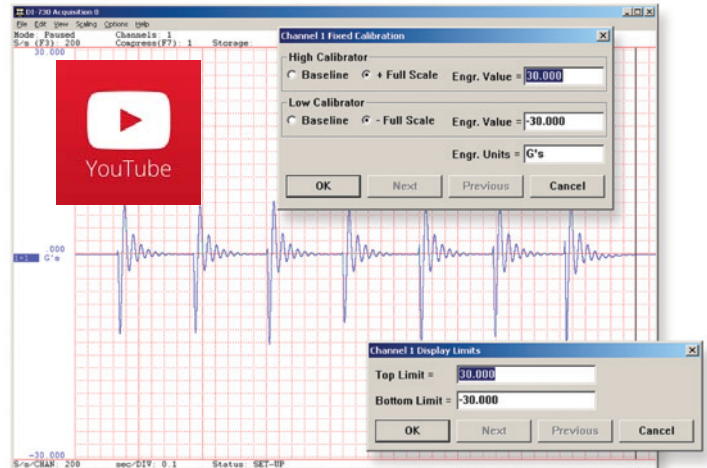 DI-730 Acquisition 0
File Edit View Scaling Options Help
Mode: Paused Channels: 1
S/s (F3): 200 Compress(F7): 1 Storage:
30.000
YouTube
.000
1=1 G's
-30.000
S/s/CHAN: 200 sec/DIV: 0.1 Status: SET-UP
Channel 1 Fixed Calibration
High Calibrator
Baseline + Full Scale Engr. Value = 30.000
Low Calibrator
Baseline - Full Scale Engr. Value = -30.000
Engr. Units = G's
OK Next Previous Cancel
Channel 1 Display Limits
Top Limit = 30.000
Bottom Limit = -30.000
OK Next Previous Cancel